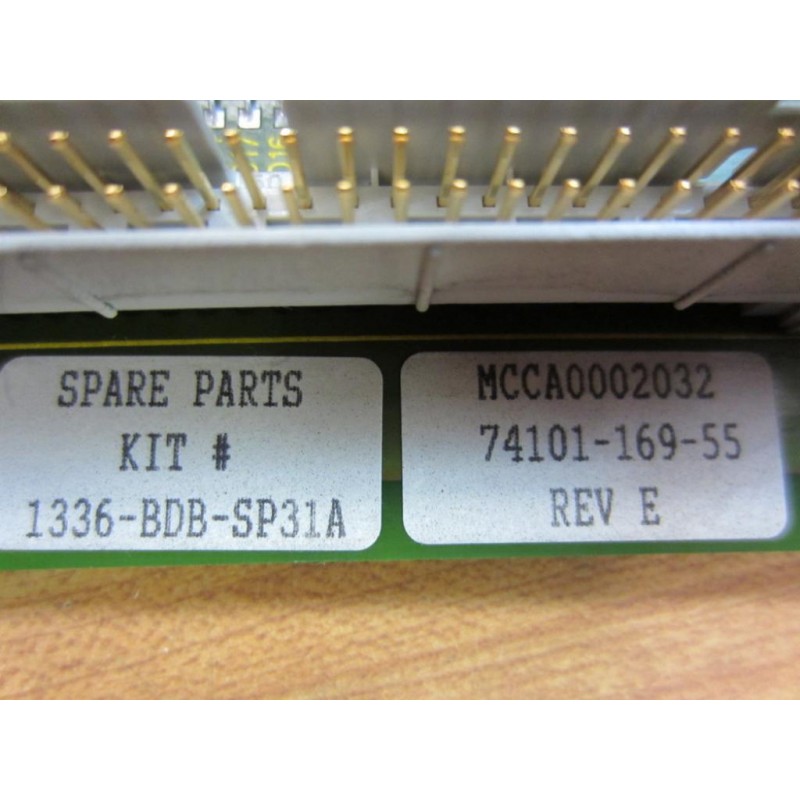 SPARE PARTS
KIT #
1336-BDB-SP31A
MCCA0002032
74101-169-55
REV E